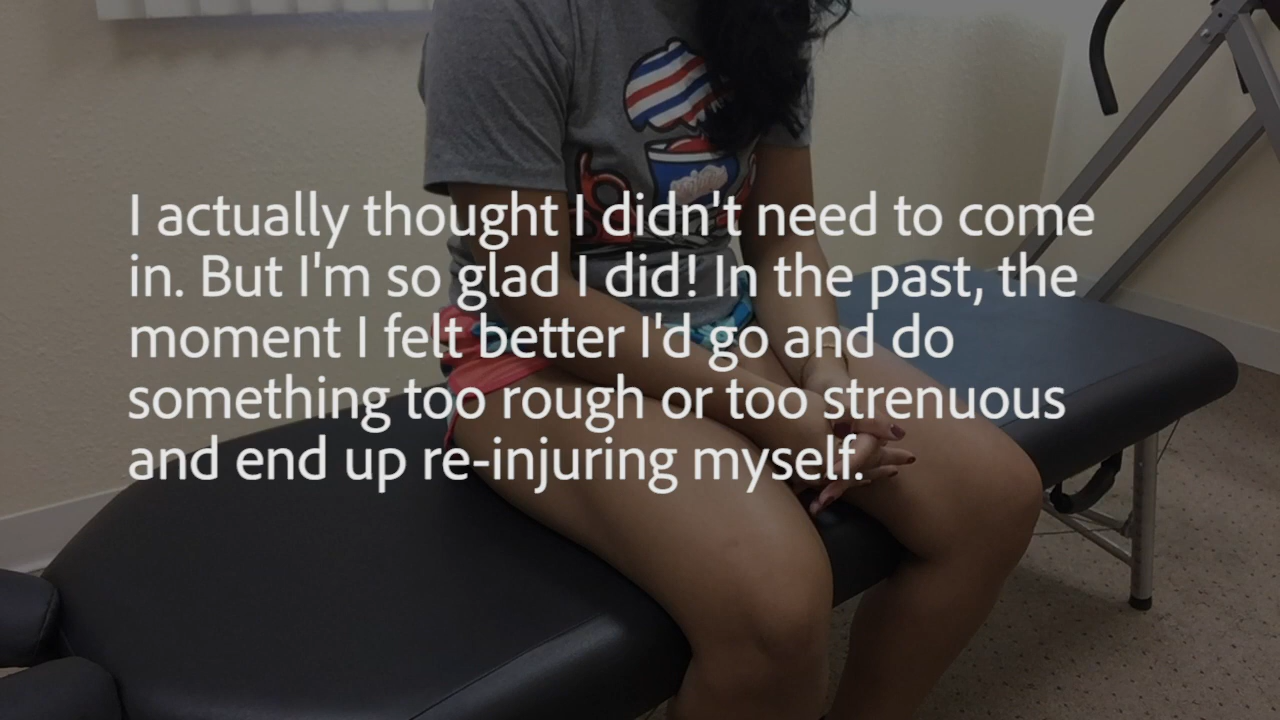 I actually thought I didn't need to come
in. But I'm so glad I did! In the past, the
moment I felt better I'd go and do
something too rough or too strenuous
and end up re-injuring myself.